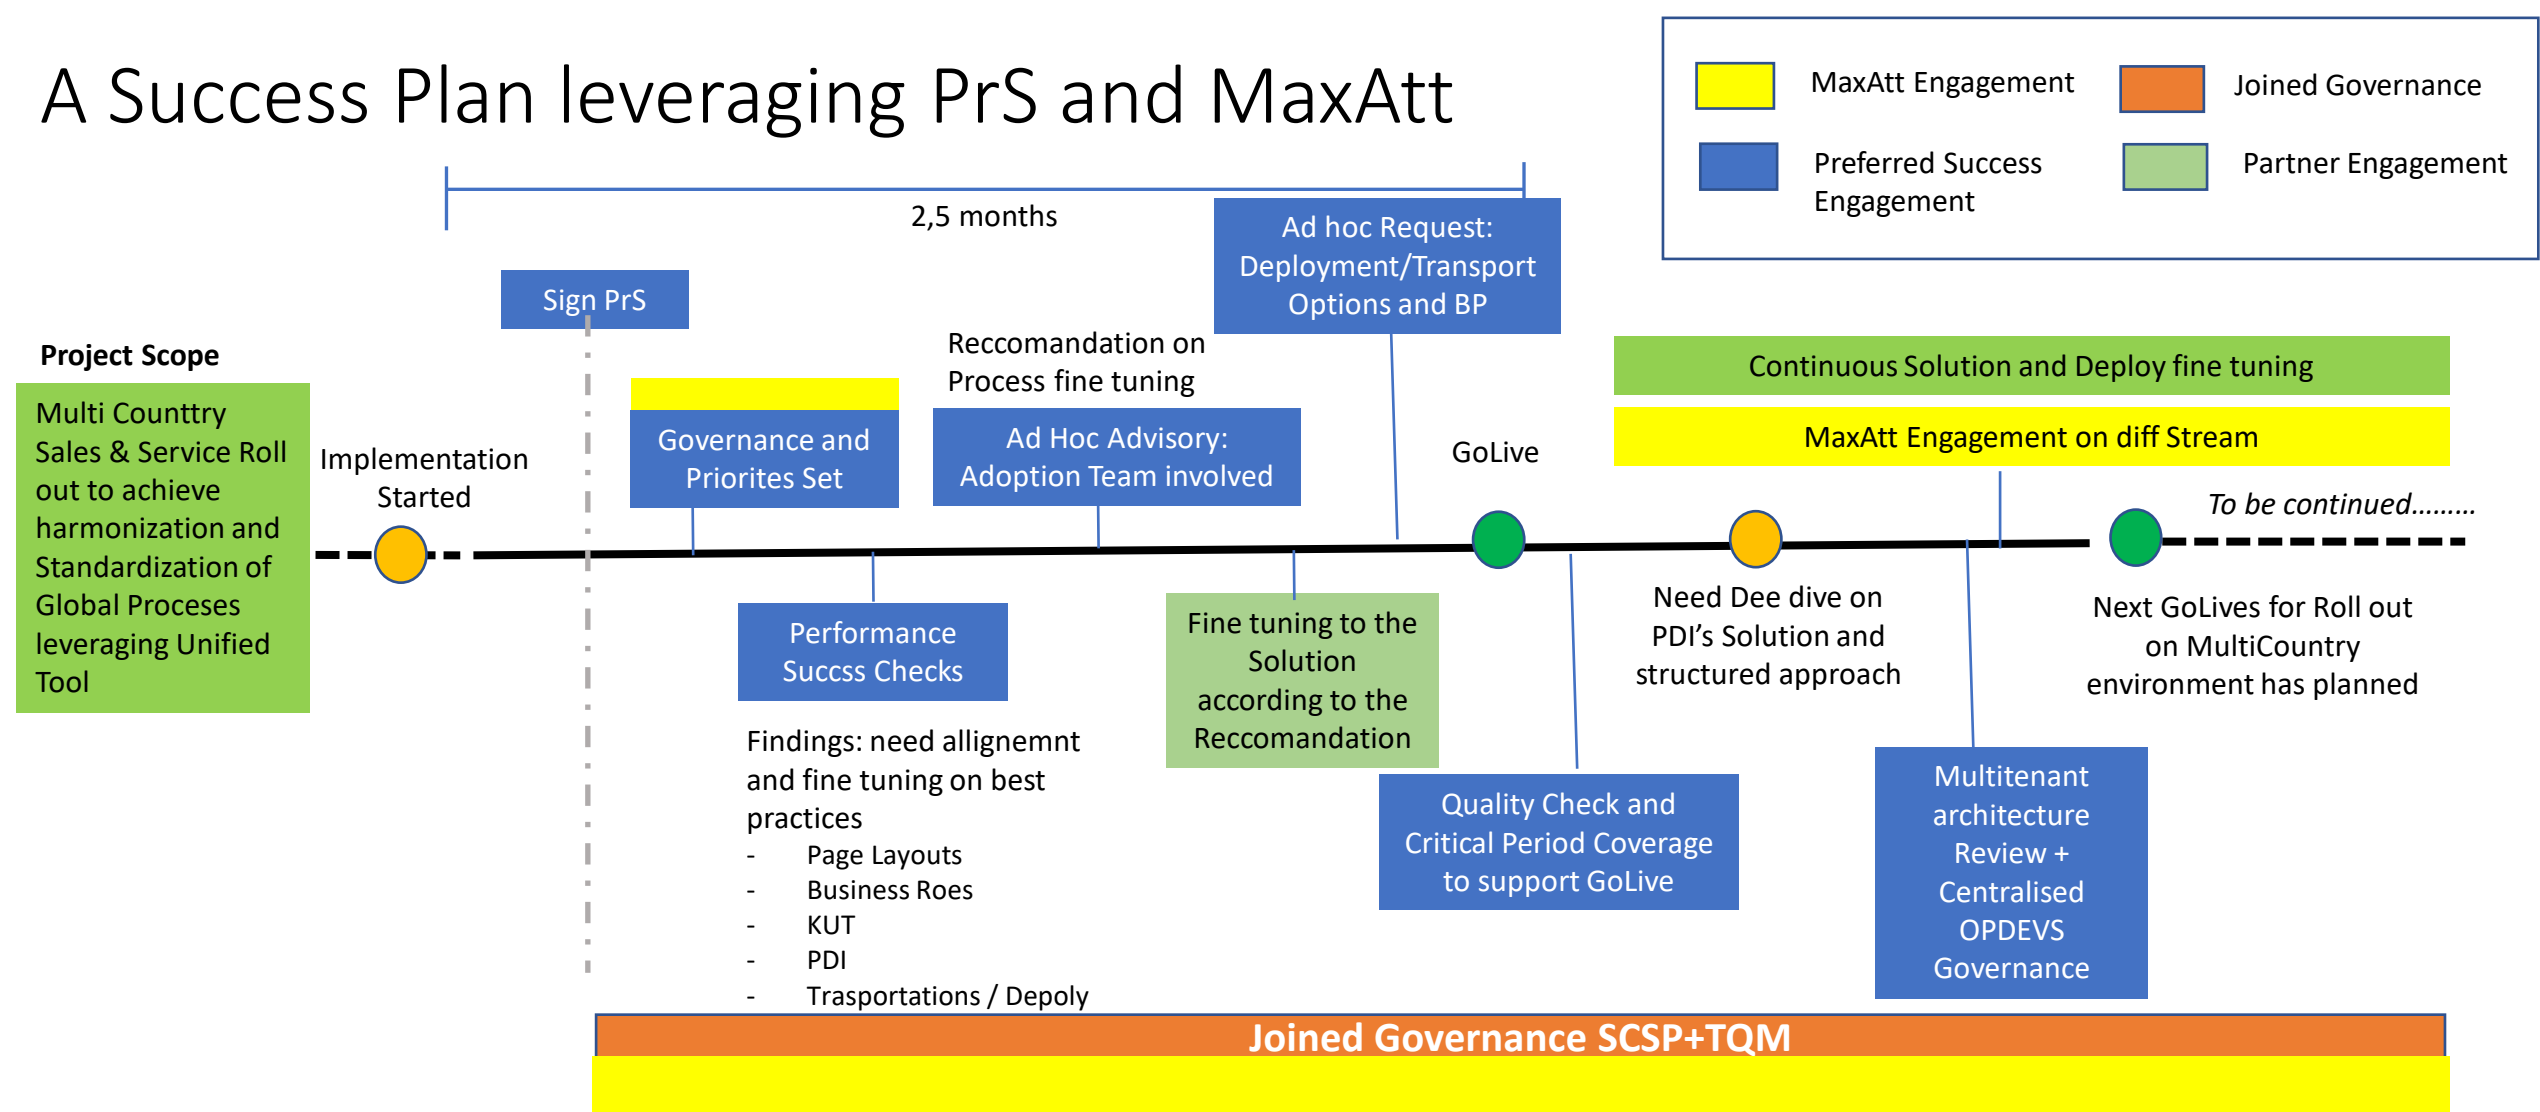 A Success Plan leveraging PrS and MaxAtt
MaxAtt Engagement
Joined Governance
Preferred Success
Engagement
Partner Engagement
2,5 months
Sign PrS
Ad hoc Request:
Deployment/Transport
Options and BP
Project Scope
Multi Counttry
Sales & Service Roll
out to achieve
harmonization and
Standardization of
Global Proceses
leveraging Unified
Tool
Implementation
Started
Governance and
Priorites Set
Reccomandation on
Process fine tuning
Ad Hoc Advisory:
Adoption Team involved
GoLive
Continuous Solution and Deploy fine tuning
MaxAtt Engagement on diff Stream
To be continued………
Performance
Succss Checks
Findings: need allignemnt
and fine tuning on best
practices
- Page Layouts
- Business Roes
- KUT
- PDI
- Trasportations / Depoly
Fine tuning to the
Solution
according to the
Reccomandation
Quality Check and
Critical Period Coverage
to support GoLive
Need Dee dive on
PDI’s Solution and
structured approach
Multitenant
architecture
Review +
Centralised
OPDEVS
Governance
Next GoLives for Roll out
on MultiCountry
environment has planned
Joined Governance SCSP+TQM